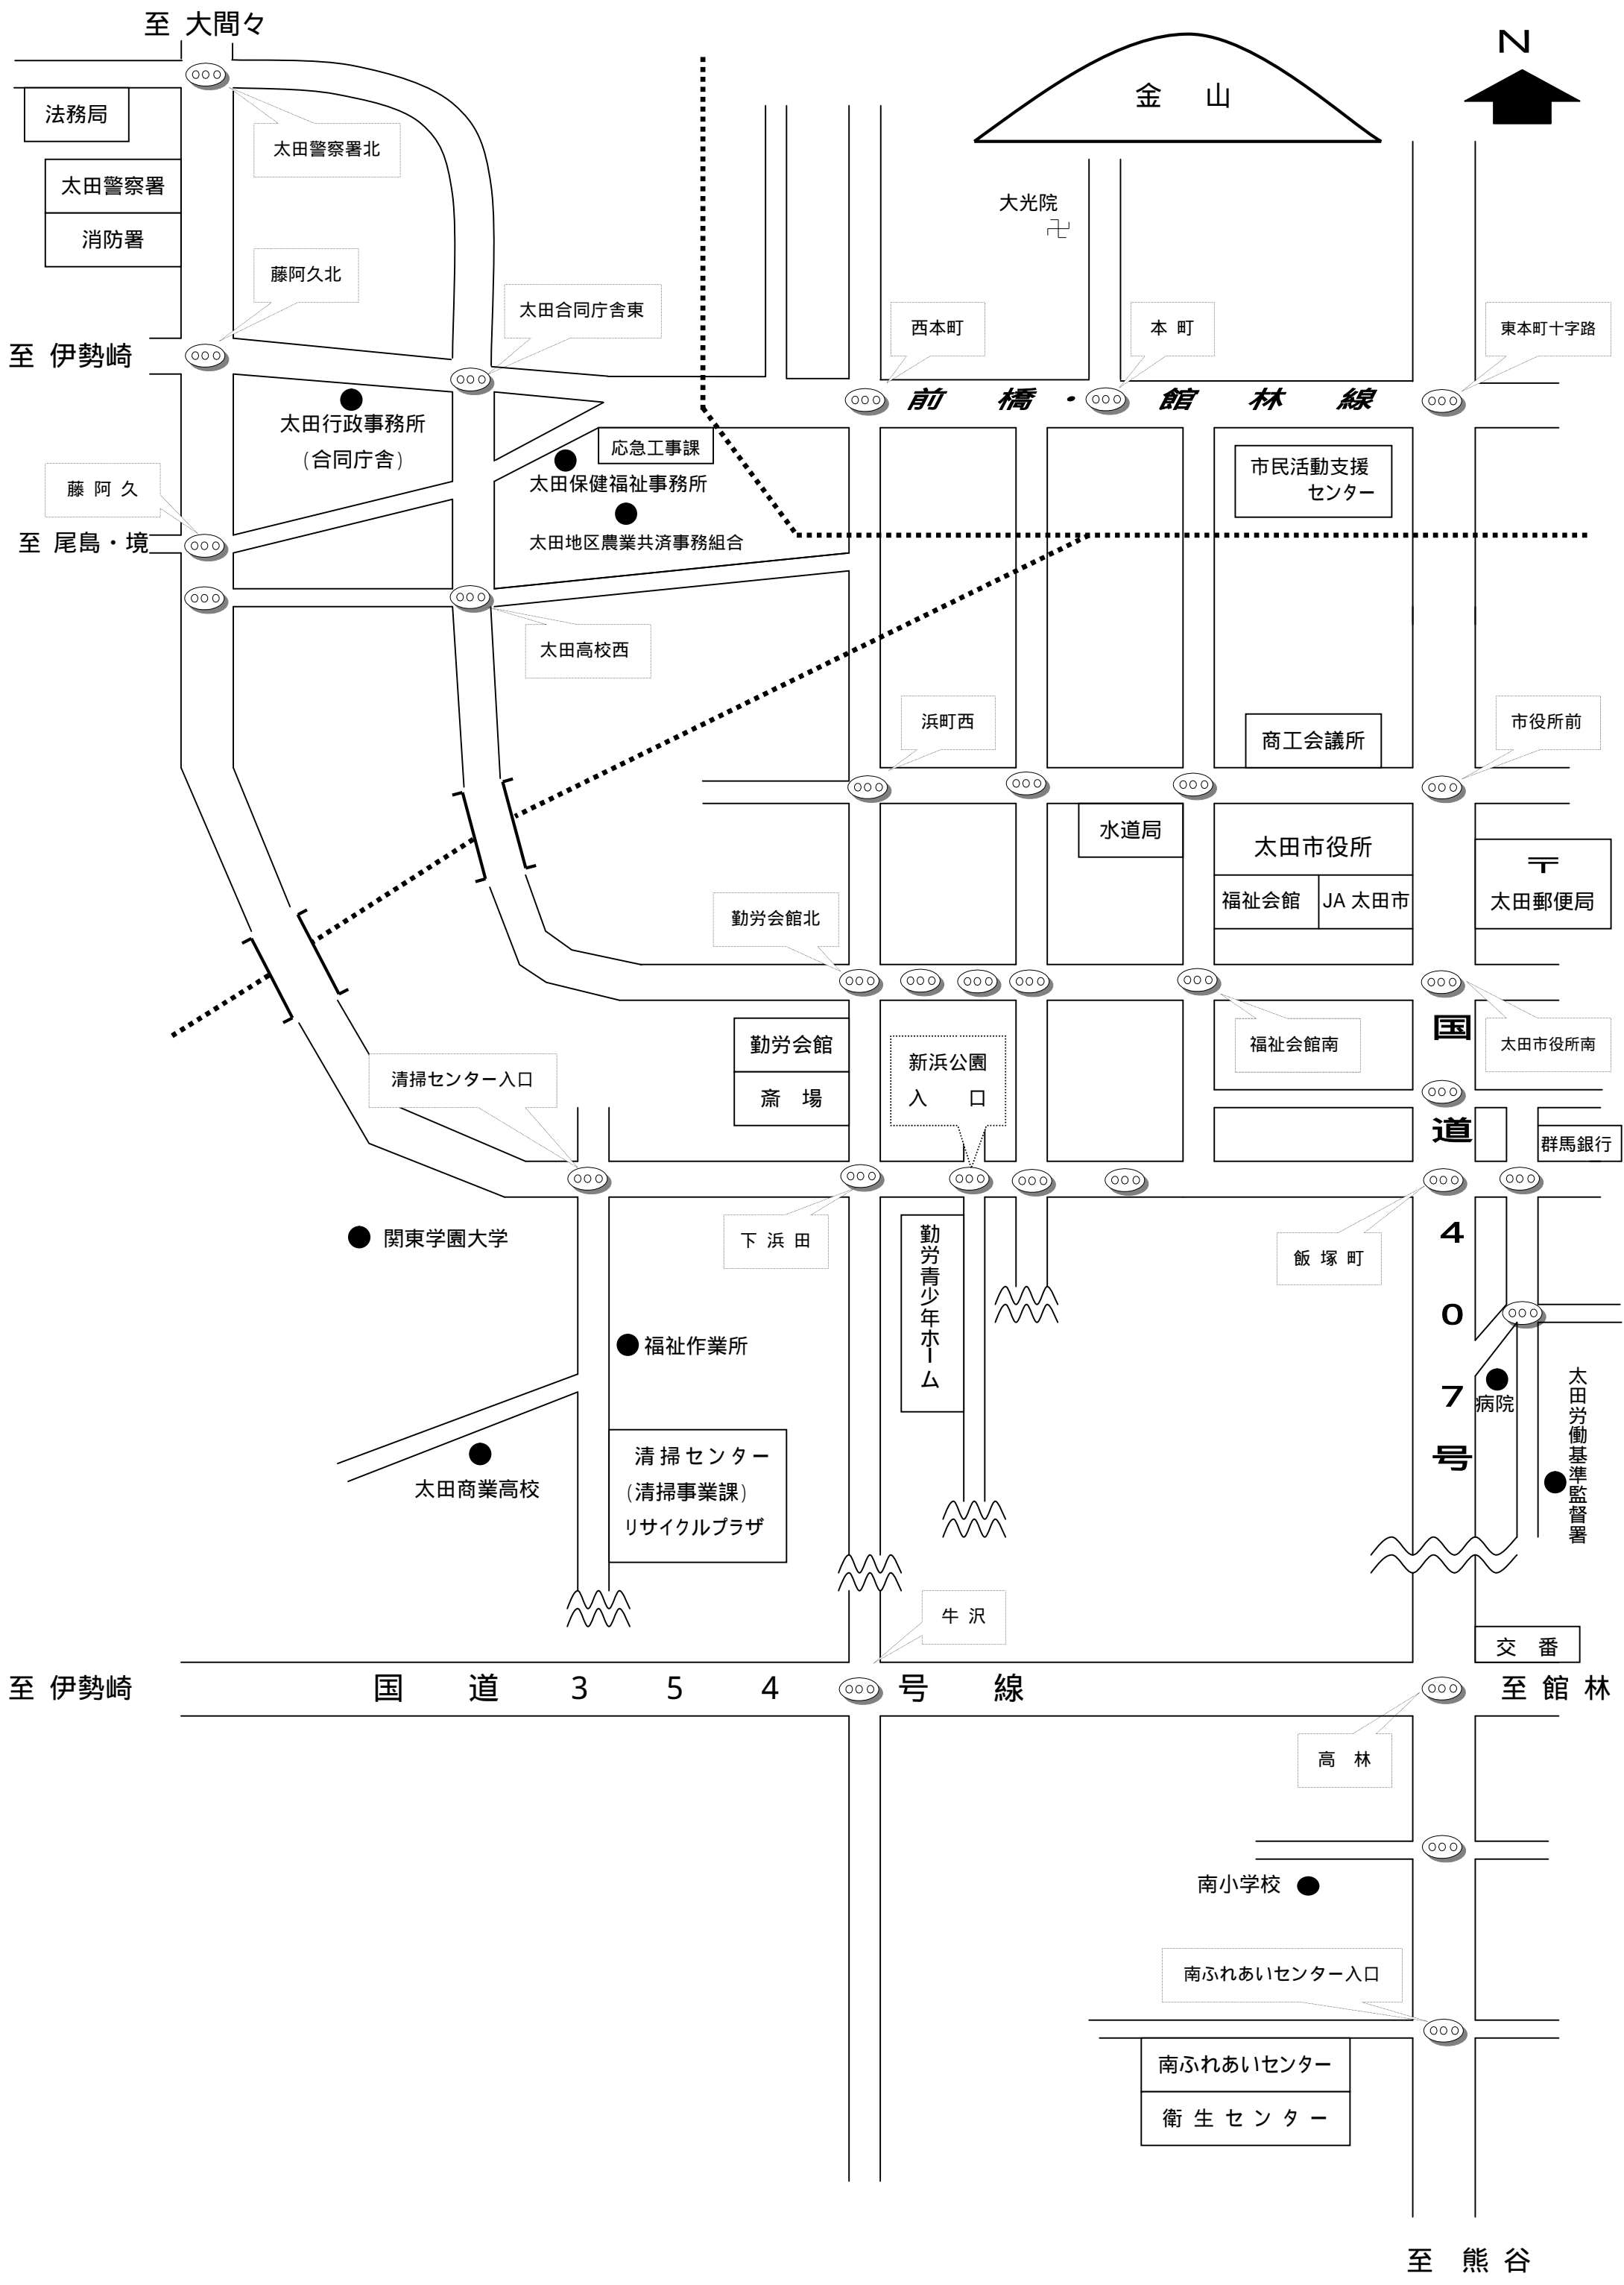 至 大間々
N
金 山
法務局
太田警察署北
太田警察署
消防署
大光院
藤阿久北
太田合同庁舎東
西本町
本 町
東本町十字路
至 伊勢崎
前 橋 ・ 館 林 線
太田行政事務所
(合同庁舎)
応急工事課
太田保健福祉事務所
市民活動支援
センター
藤 阿 久
至 尾島・境
太田地区農業共済事務組合
太田高校西
浜町西
市役所前
商工会議所
水道局
太田市役所
福祉会館
JA 太田市
〒
太田郵便局
勤労会館北
勤労会館
斎 場
新浜公園
入 口
福祉会館南
太田市役所南
清掃センター入口
国道407号
群馬銀行
下 浜 田
飯 塚 町
関東学園大学
勤労青少年ホーム
福祉作業所
病院
太田労働基準監督署
清掃センター
(清掃事業課)
リサイクルプラザ
太田商業高校
牛 沢
交 番
至 伊勢崎
国 道 3 5 4 号 線
至 館 林
高 林
南小学校
南ふれあいセンター入口
南ふれあいセンター
衛 生 セ ン タ ー
至 熊 谷